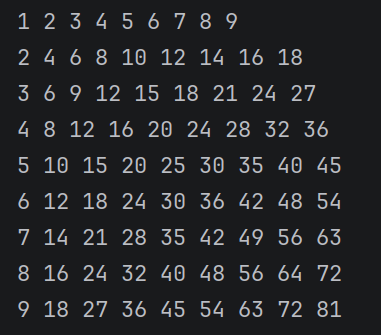 1 2 3 4 5 6 7 8 9
2 4 6 8 10 12 14 16 18
3 6 9 12 15 18 21 24 27
4 8 12 16 20 24 28 32 36
5 10 15 20 25 30 35 40 45
6 12 18 24 30 36 42 48 54
7 14 21 28 35 42 49 56 63
8 16 24 32 40 48 56 64 72
9 18 27 36 45 54 63 72 81